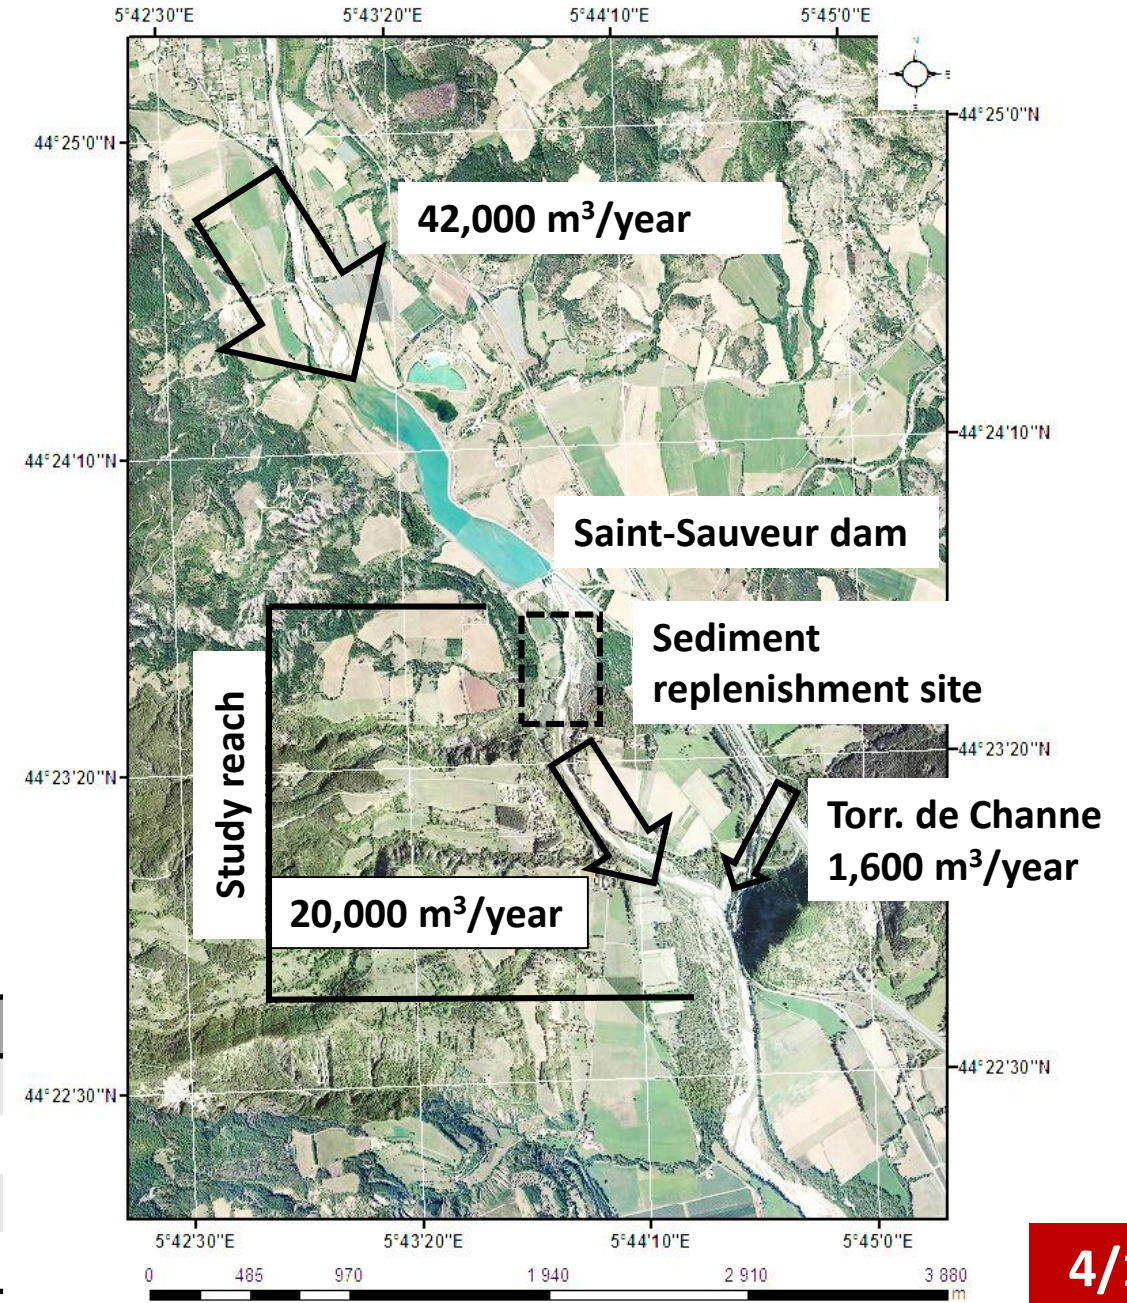 5°42'30"E 5°43'20"E 5°44'10"E 5°45'0"E
44°25'0"N 44°25'0"N
42,000 m³/year
44°24'10"N 44°24'10"N
Saint-Sauveur dam
Sediment
replenishment site
Study reach
44°23'20"N 44°23'20"N
Torr. de Channe
1,600 m³/year
20,000 m³/year
44°22'30"N 44°22'30"N
5°42'30"E 5°43'20"E 5°44'10"E 5°45'0"E
0 485 970 1 940 2 910 3 880
m